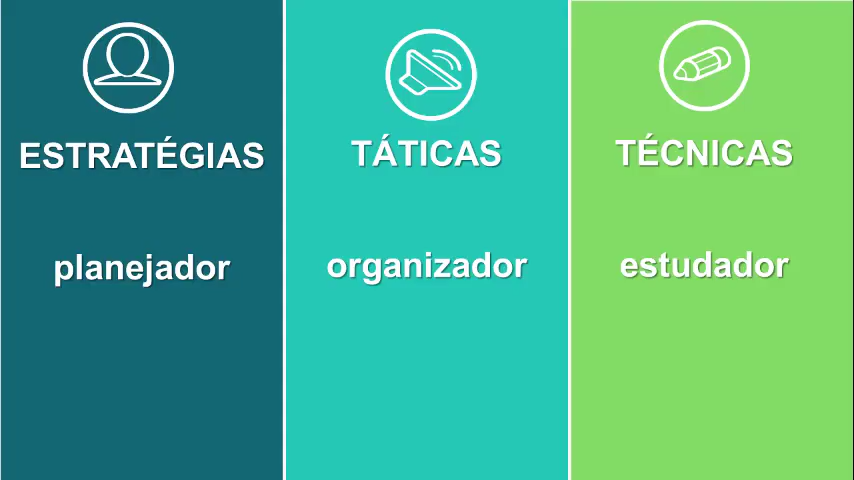 ESTRATÉGIAS
TÁTICAS
TÉCNICAS
planejador
organizador
estudador